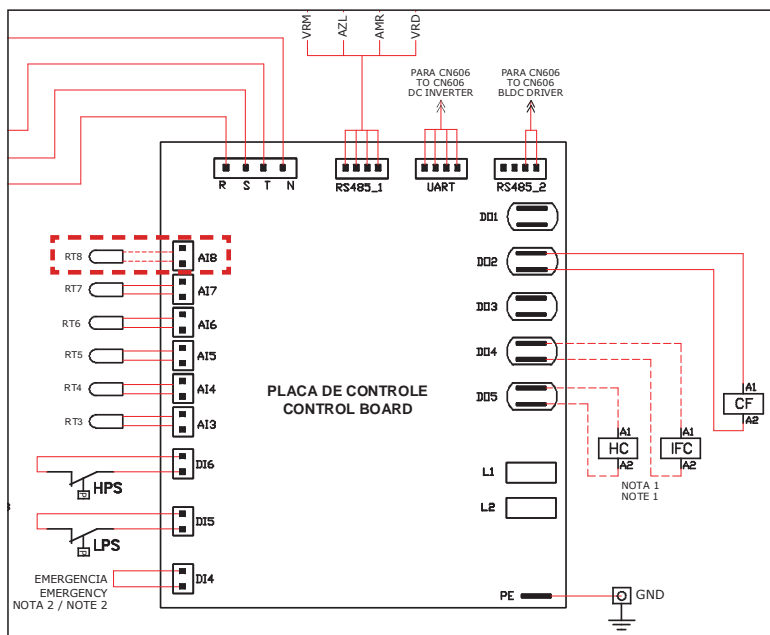 VRM
AZL
AMR
VRD
PARA CN606
TO CN606
DC INVERTER
PARA CN606
TO CN606
BLDC DRIVER
R S T N
RS485_1
UART
RS485_2
DO1
RT8
AI8
DO2
RT7
AI7
DO3
RT6
AI6
RT5
AI5
DO4
RT4
AI4
DO5
RT3
AI3
PLACA DE CONTROLE
CONTROL BOARD
A1
CF
A2
A1
HC
A2
A1
IFC
A2
NOTA 1
NOTE 1
DI6
HPS
L1
L2
DI5
LPS
DI4
EMERGENCIA
EMERGENCY
NOTA 2 / NOTE 2
PE
GND